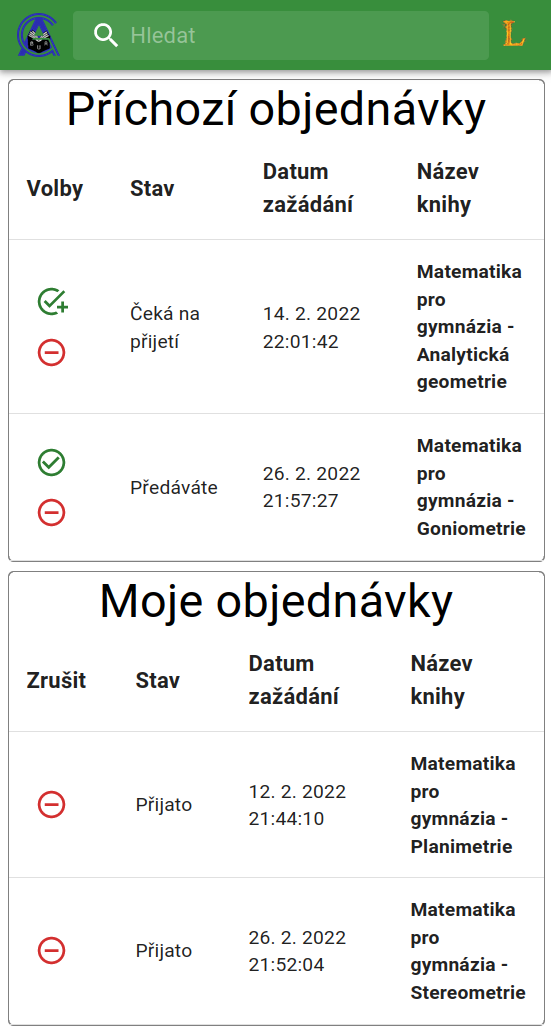 Hledat
L
Příchozí objednávky
Volby
Stav
Datum
zažádání
Název
knihy
Čeká na
přijetí
14. 2. 2022
22:01:42
Matematika
pro
gymnázia -
Analytická
geometrie
Předáváte
26. 2. 2022
21:57:27
Matematika
pro
gymnázia -
Goniometrie
Moje objednávky
Zrušit
Stav
Datum
zažádání
Název
knihy
Přijato
12. 2. 2022
21:44:10
Matematika
pro
gymnázia -
Planimetrie
Přijato
26. 2. 2022
21:52:04
Matematika
pro
gymnázia -
Stereometrie